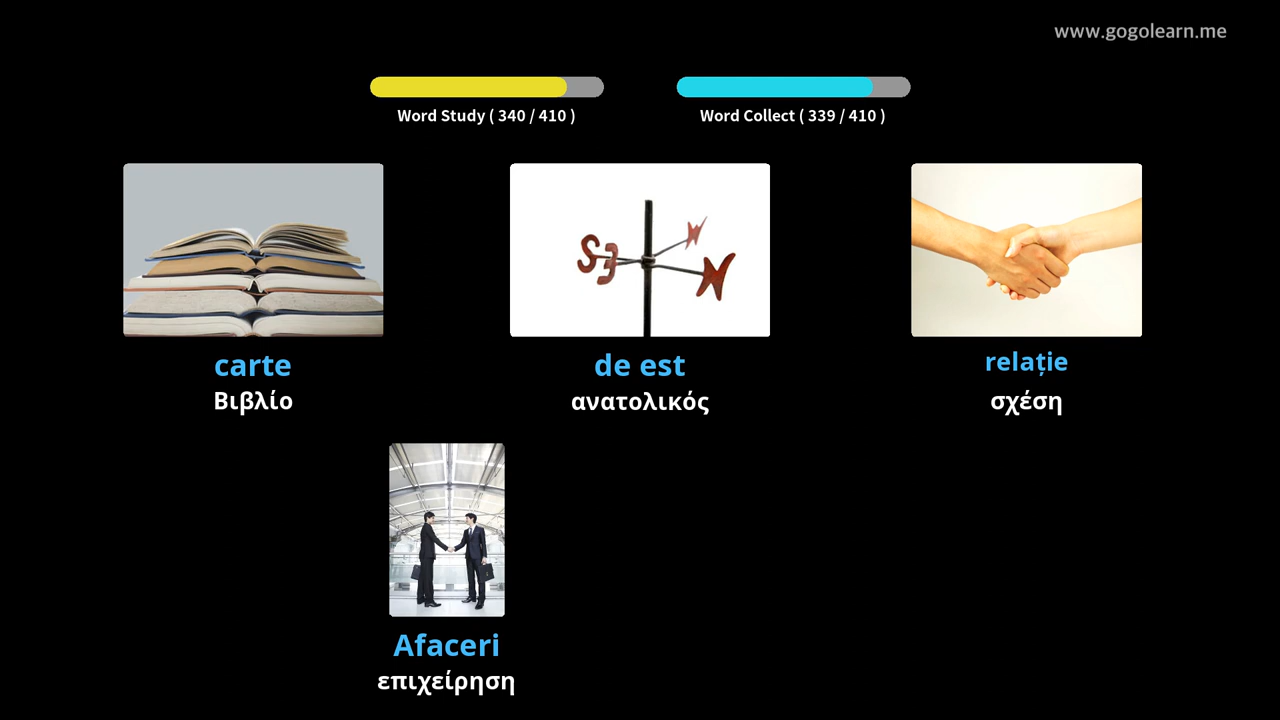 www.gogolearn.me
Word Study ( 340 / 410 )
Word Collect ( 339 / 410 )
S E N W
carte
Βιβλίο
de est
ανατολικός
relație
σχέση
Afaceri
επιχείρηση